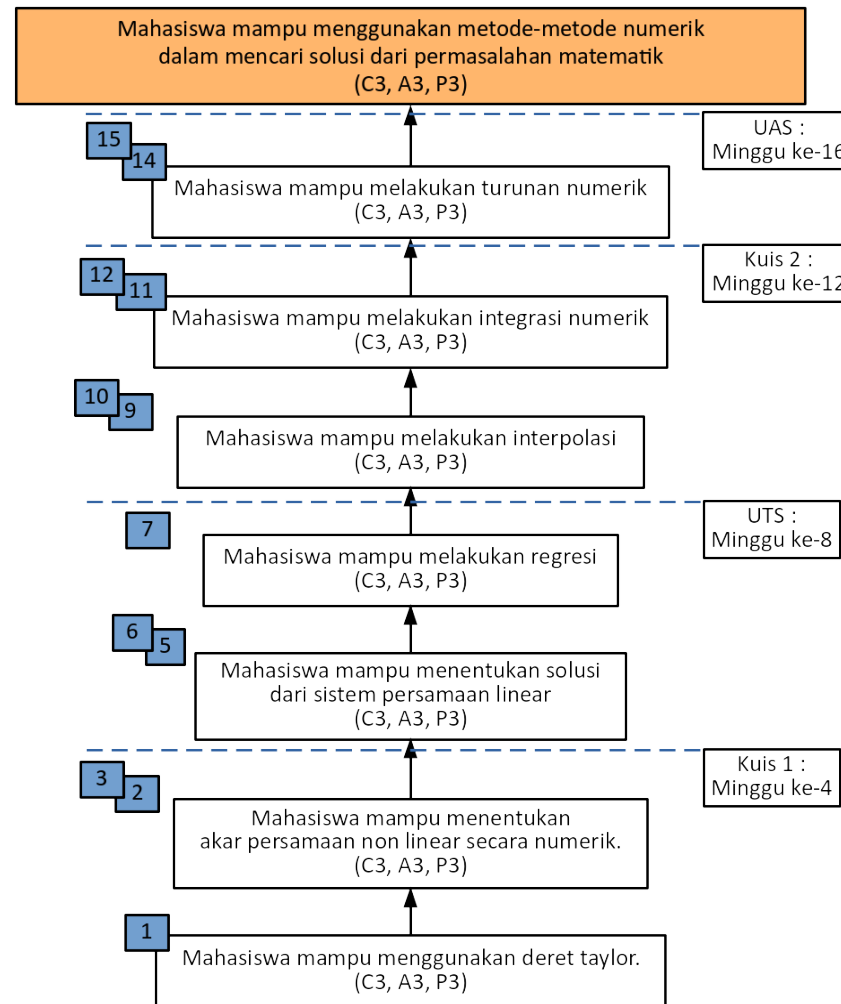 Mahasiswa mampu menggunakan metode-metode numerik
dalam mencari solusi dari permasalahan matematik
(C3, A3, P3)
15
14
UAS :
Minggu ke-16
Mahasiswa mampu melakukan turunan numerik
(C3, A3, P3)
12
11
Kuis 2 :
Minggu ke-12
Mahasiswa mampu melakukan integrasi numerik
(C3, A3, P3)
10
9
Mahasiswa mampu melakukan interpolasi
(C3, A3, P3)
7
UTS :
Minggu ke-8
Mahasiswa mampu melakukan regresi
(C3, A3, P3)
6
5
Mahasiswa mampu menentukan solusi
dari sistem persamaan linear
(C3, A3, P3)
3
2
Kuis 1 :
Minggu ke-4
Mahasiswa mampu menentukan
akar persamaan non linear secara numerik.
(C3, A3, P3)
1
Mahasiswa mampu menggunakan deret taylor.
(C3, A3, P3)